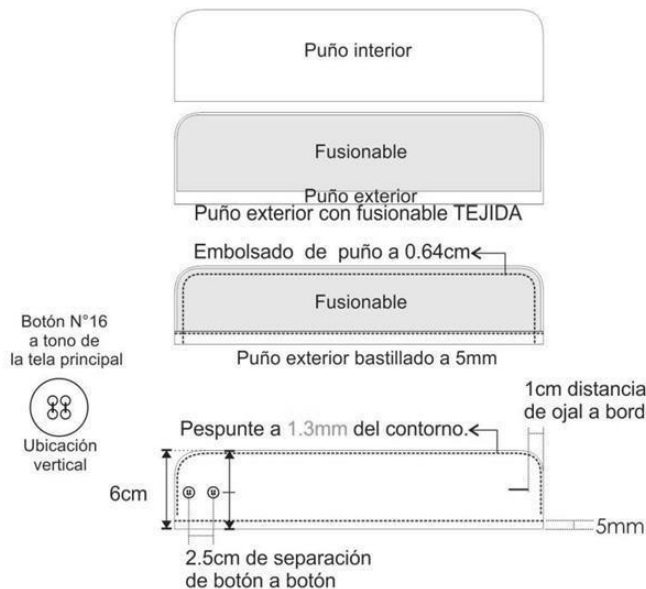 Puño interior
Fusionable
Puño exterior
Puño exterior con fusionable TEJIDA
Embolsado de puño a 0.64cm
Fusionable
Puño exterior bastillado a 5mm
Botón N°16
a tono de
la tela principal
Ubicación
vertical
1cm distancia
de ojal a bord
Pespunte a 1.3mm del contorno.
6cm
5mm
2.5cm de separación
de botón a botón